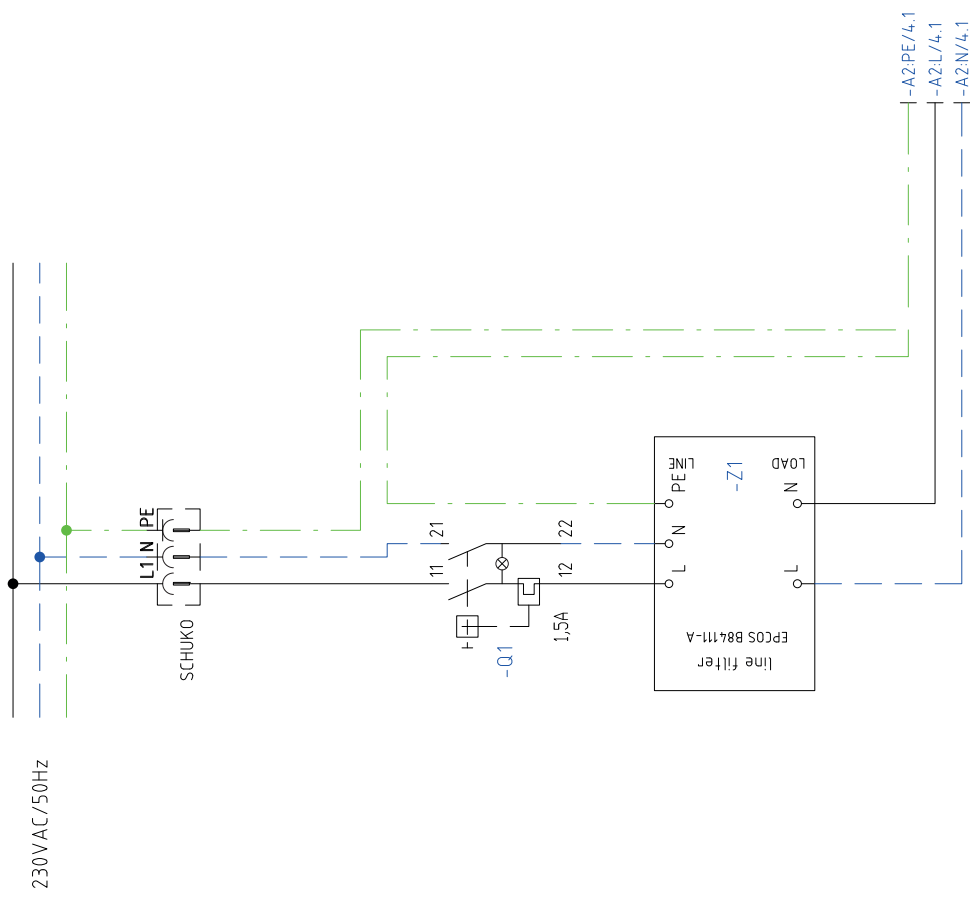 -A2:PE/4.1
-A2:L/4.1
-A2:N/4.1
230VAC/50Hz
L1 N PE
SCHUKO
11
21
12
22
1,5A
-Q1
LINE
PE
N
L
-Z1
LOAD
N
L
EPCOS B84111-A
line filter